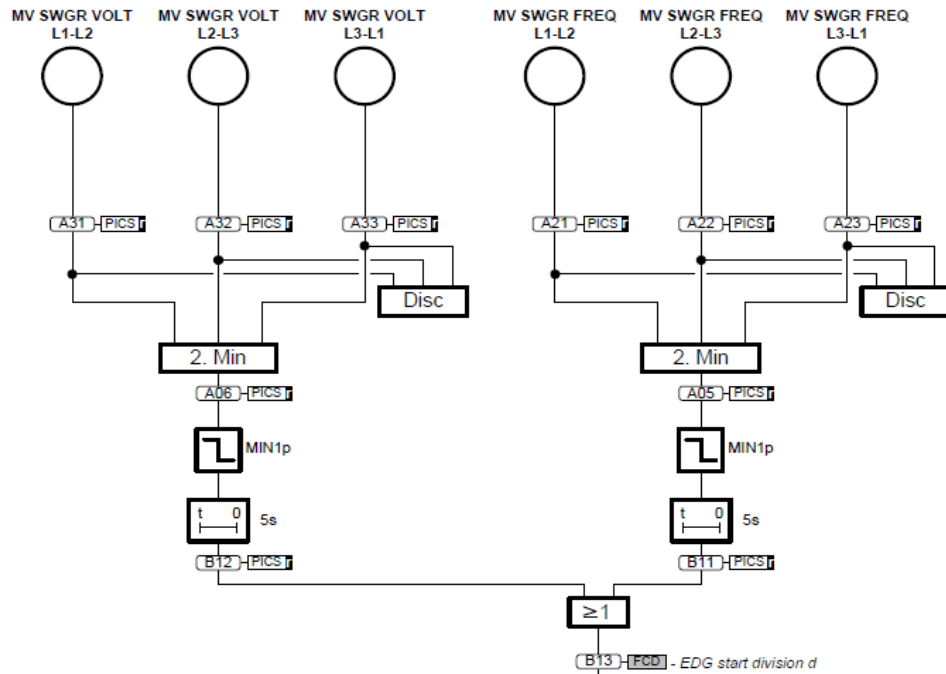 MV SWGR VOLT MV SWGR VOLT MV SWGR VOLT MV SWGR FREQ MV SWGR FREQ MV SWGR FREQ
L1-L2 L2-L3 L3-L1 L1-L2 L2-L3 L3-L1
A31 PICS r A32 PICS r A33 PICS r A21 PICS r A22 PICS r A23 PICS r
Disc Disc
2. Min 2. Min
A06 PICS r A05 PICS r
MIN1p MIN1p
t 0 5s t 0 5s
B12 PICS r B11 PICS r
≥1
B13 FCD - EDG start division d